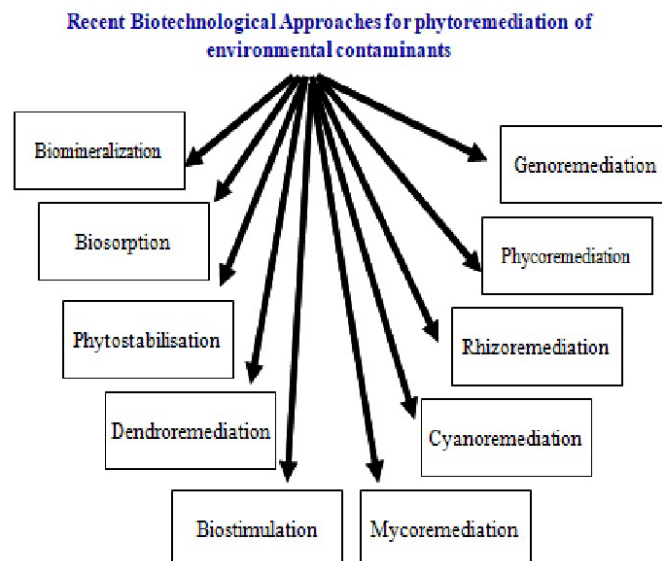 Recent Biotechnological Approaches for phytoremediation of
environmental contaminants
Biomineralization
Genoremediation
Biosorption
Phycoremediation
Phytostabilisation
Rhizoremediation
Dendroremediation
Cyanoremediation
Biostimulation
Mycoremediation